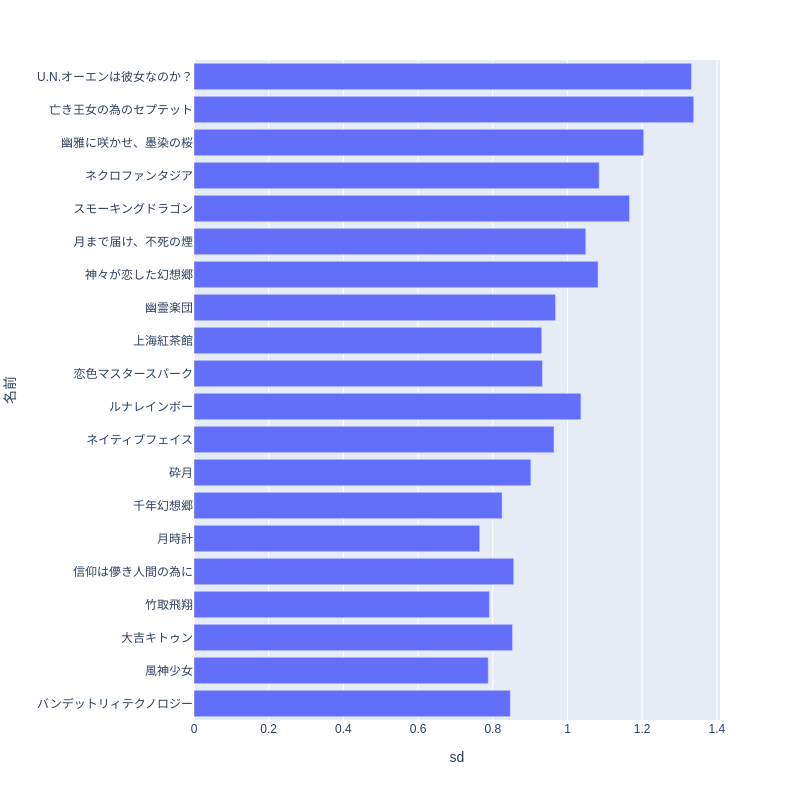 U.N.オーエンは彼女なのか？
亡き王女の為のセプテット
幽雅に咲かせ、墨染の桜
ネクロファンタジア
スモーキングドラゴン
月まで届け、不死の煙
神々が恋した幻想郷
幽霊楽団
上海紅茶館
恋色マスタースパーク
ルナレインボー
ネイティブフェイス
砕月
千年幻想郷
月時計
信仰は儚き人間の為に
竹取飛翔
大吉キトゥン
風神少女
バンデットリィテクノロジー
名前
0 0.2 0.4 0.6 0.8 1 1.2 1.4
sd